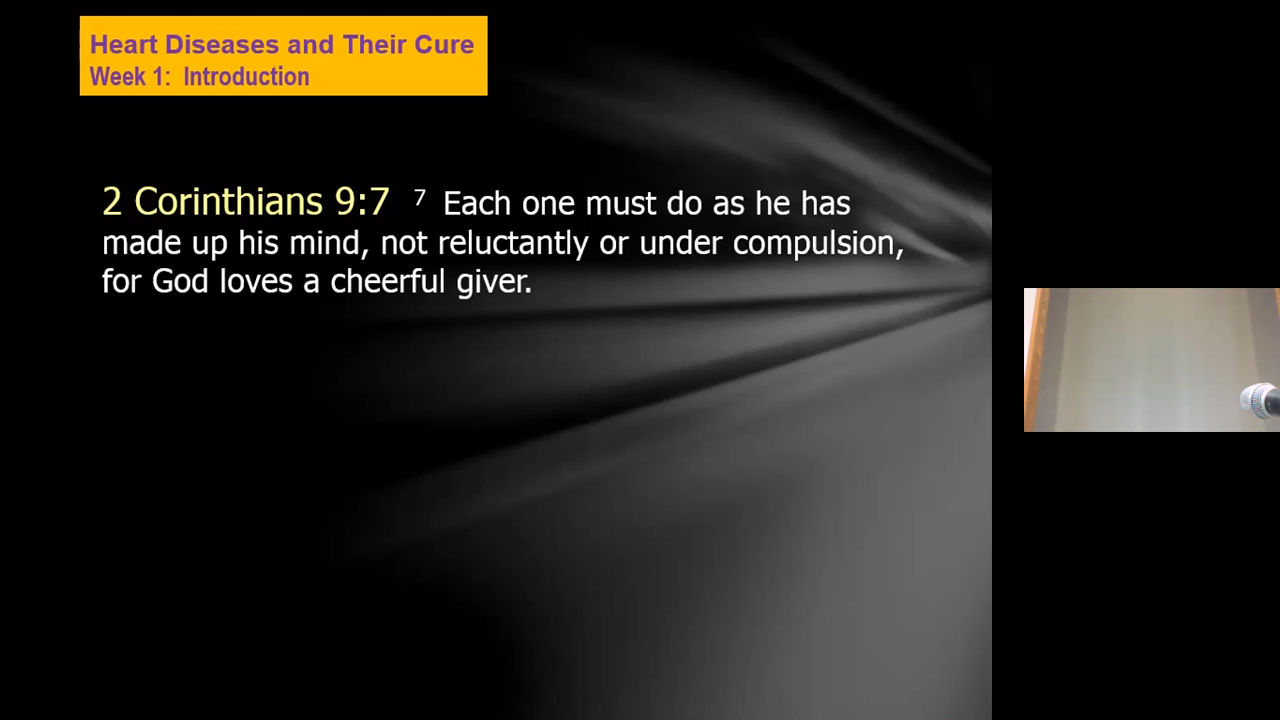 Heart Diseases and Their Cure
Week 1: Introduction
2 Corinthians 9:7 7 Each one must do as he has
made up his mind, not reluctantly or under compulsion,
for God loves a cheerful giver.